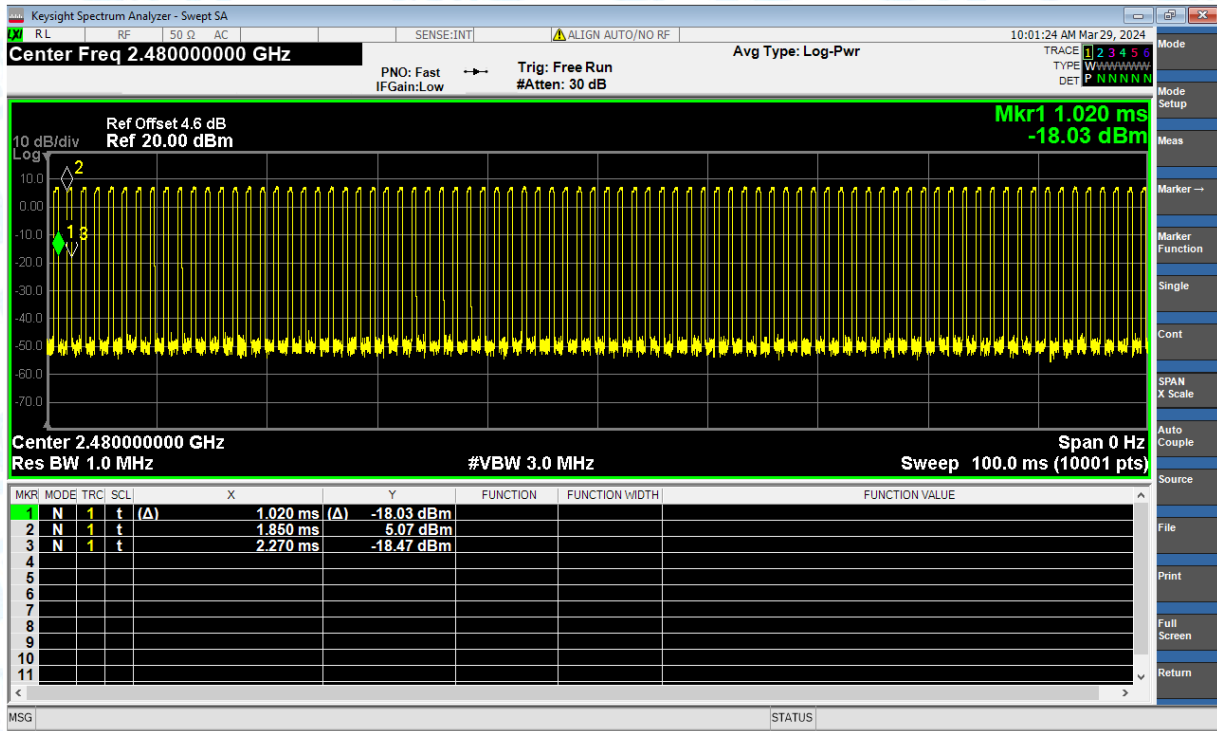 Keysight Spectrum Analyzer - Swept SA
LXI RL RF 50 Ω AC SENSE:INT ALIGN AUTO/NO RF 10:01:24 AM Mar 29, 2024
Center Freq 2.480000000 GHz
Avg Type: Log-Pwr
TRACE 1 2 3 4 5 6
PNO: Fast
Trig: Free Run
TYPE WWWWWW
IFGain:Low
#Atten: 30 dB
DET P N N N N N
Mkr1 1.020 ms
-18.03 dBm
Ref Offset 4.6 dB
10 dB/div Ref 20.00 dBm
Log
10.0
0.00
-10.0
-20.0
-30.0
-40.0
-50.0
-60.0
-70.0
2
1
3
Center 2.480000000 GHz Span 0 Hz
Res BW 1.0 MHz #VBW 3.0 MHz Sweep 100.0 ms (10001 pts)
MKR MODE TRC SCL X Y FUNCTION FUNCTION WIDTH FUNCTION VALUE
1 N 1 t (Δ) 1.020 ms (Δ) -18.03 dBm
2 N 1 t 1.850 ms 5.07 dBm
3 N 1 t 2.270 ms -18.47 dBm
4
5
6
7
8
9
10
11
MSG STATUS
Mode
Mode
Setup
Meas
Marker→
Marker
Function
Single
Cont
SPAN
X Scale
Auto
Couple
Source
File
Print
Full
Screen
Return